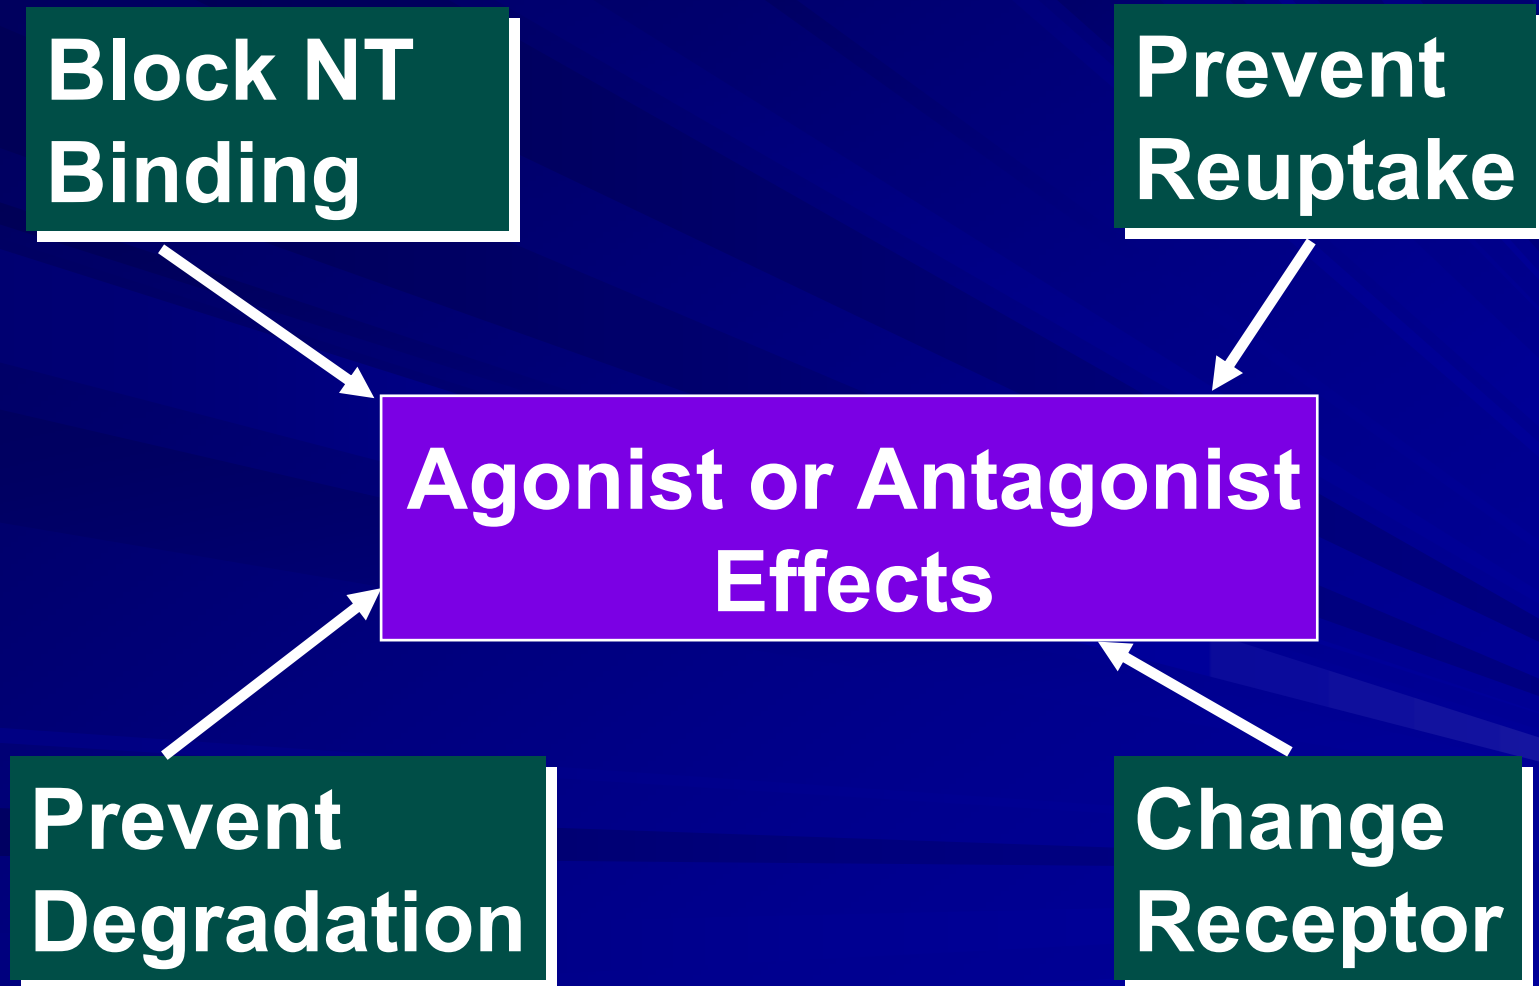 Block NT
Binding
Prevent
Reuptake
Agonist or Antagonist
Effects
Prevent
Degradation
Change
Receptor